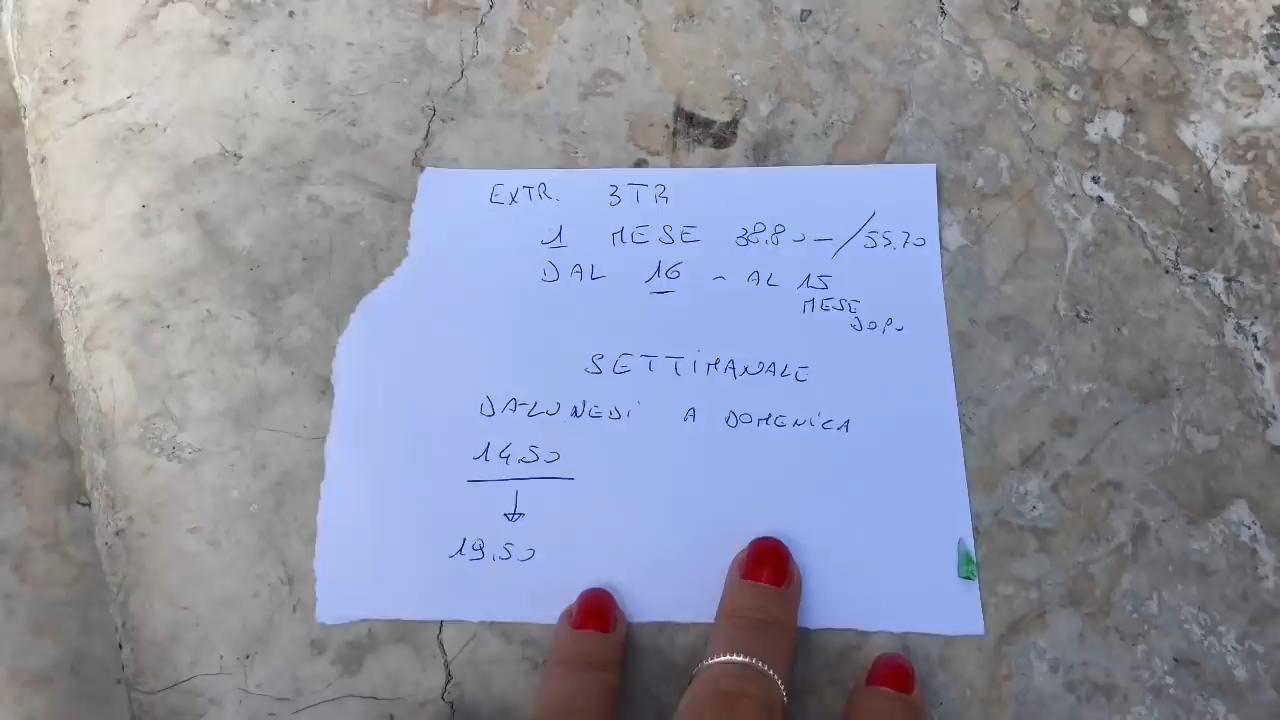 EXTR. 3TR
1 MESE 38.80-/55.70
DAL 16 - AL 15
MESE
DOPO
SETTIMANALE
DA LUNEDI A DOMENICA
14,50
↓
19.50